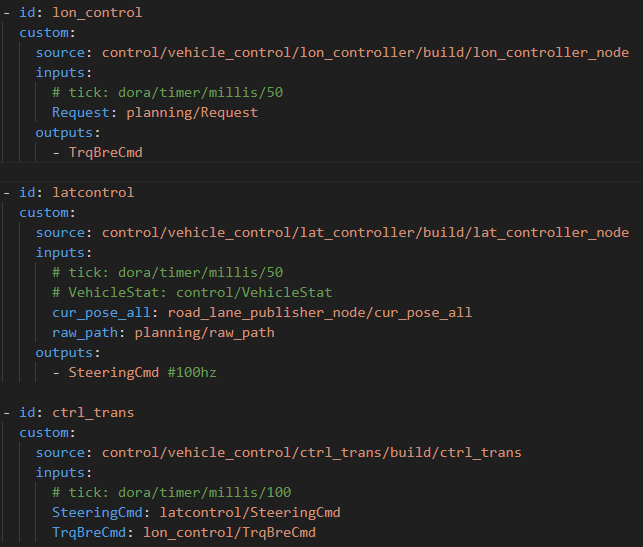 - id: lon_control
  custom:
    source: control/vehicle_control/lon_controller/build/lon_controller_node
    inputs:
      # tick: dora/timer/millis/50
      Request: planning/Request
    outputs:
      - TrqBreCmd

- id: latcontrol
  custom:
    source: control/vehicle_control/lat_controller/build/lat_controller_node
    inputs:
      # tick: dora/timer/millis/50
      # VehicleStat: control/VehicleStat
      cur_pose_all: road_lane_publisher_node/cur_pose_all
      raw_path: planning/raw_path
    outputs:
      - SteeringCmd #100hz

- id: ctrl_trans
  custom:
    source: control/vehicle_control/ctrl_trans/build/ctrl_trans
    inputs:
      # tick: dora/timer/millis/100
      SteeringCmd: latcontrol/SteeringCmd
      TrqBreCmd: lon_control/TrqBreCmd